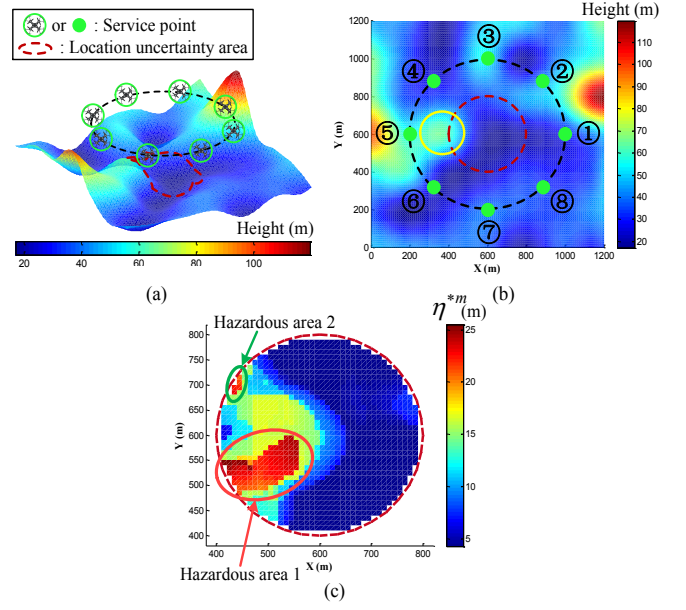 or : Service point
: Location uncertainty area
Height (m)
20 40 60 80 100
(a)
Height (m)
1200
1000
800
600
400
200
0
Y (m)
0 200 400 600 800 1000 1200
X (m)
① ② ③ ④ ⑤ ⑥ ⑦ ⑧
110
100
90
80
70
60
50
40
30
20
(b)
η*m (m)
Hazardous area 2
800
750
700
650
600
550
500
450
400
Y (m)
400 500 600 700 800
X (m)
25
20
15
10
5
Hazardous area 1
(c)